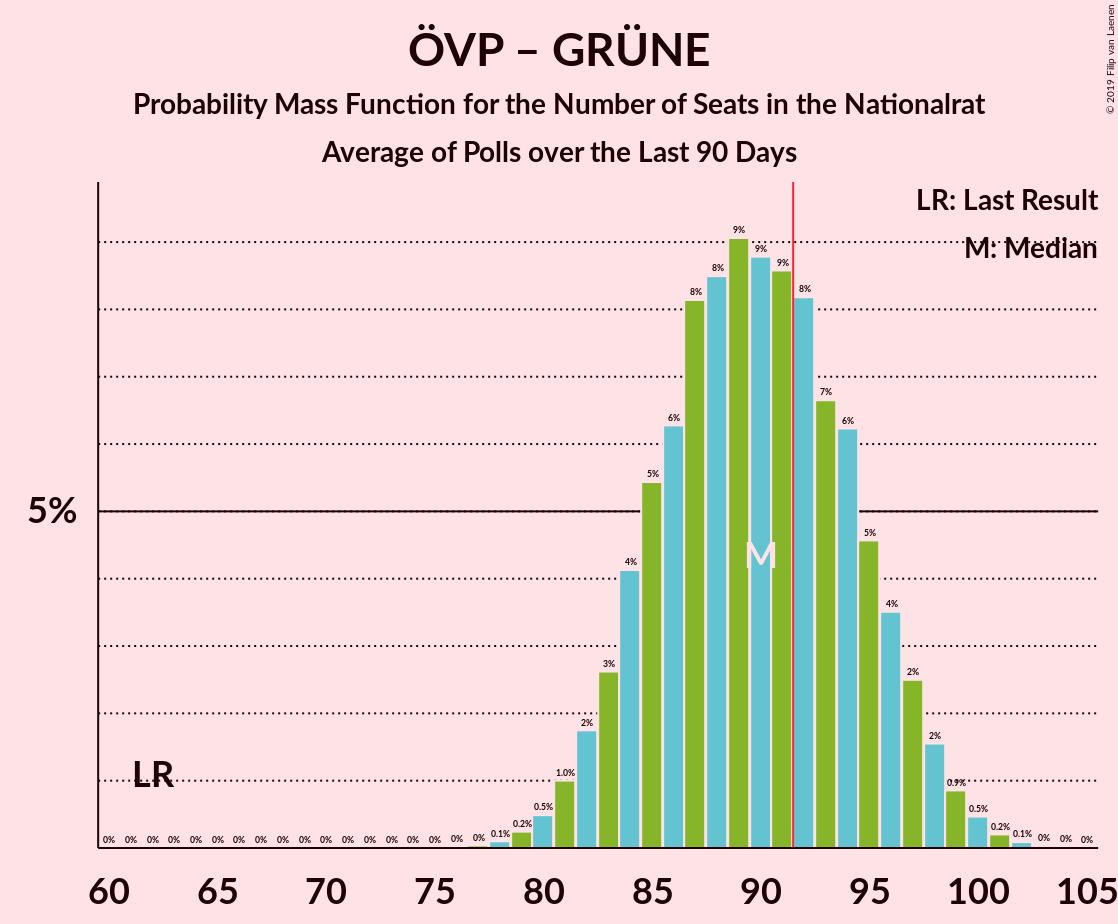 ÖVP – GRÜNE
Probability Mass Function for the Number of Seats in the Nationalrat
Average of Polls over the Last 90 Days
© 2019 Filip van Laenen
LR: Last Result
M: Median
5%
LR
M
0% 0% 0% 0% 0% 0% 0% 0% 0% 0% 0% 0% 0% 0% 0% 0% 0% 0% 0.1% 0.2% 0.5% 1.0% 2% 3% 4% 5% 6% 8% 8% 9% 9% 9% 8% 7% 6% 5% 4% 2% 2% 0.9% 0.5% 0.2% 0.1% 0% 0% 0%
60 65 70 75 80 85 90 95 100 105